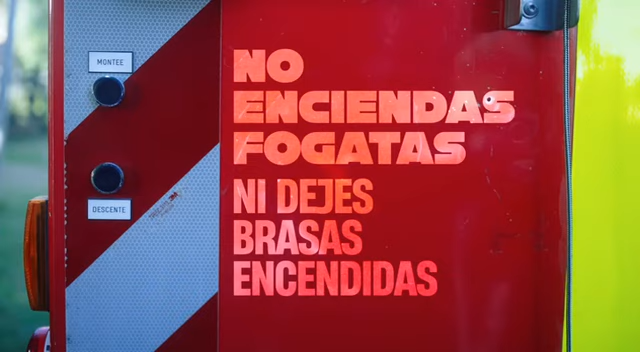 MONTEE
DESCENTE
NO
ENCIENDAS
FOGATAS
NI DEJES
BRASAS
ENCENDIDAS